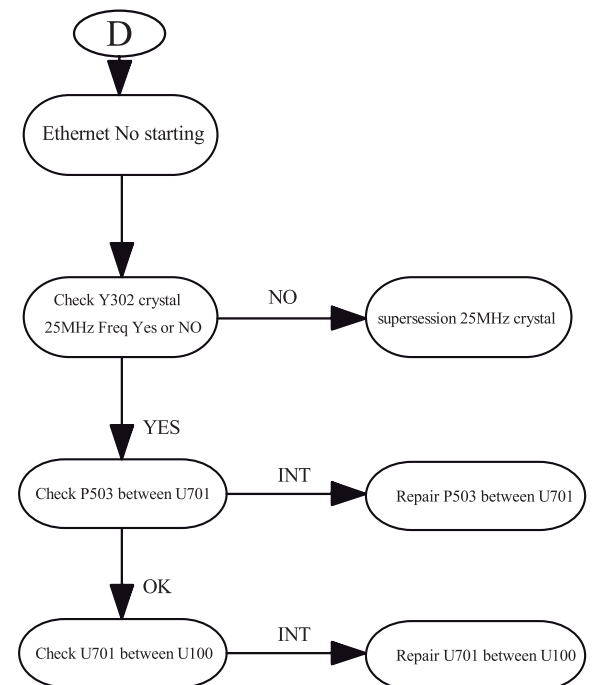 D
Ethernet No starting
Check Y302 crystal
25MHz Freq Yes or NO
NO
supersession 25MHz crystal
YES
Check P503 between U701
INT
Repair P503 between U701
OK
Check U701 between U100
INT
Repair U701 between U100